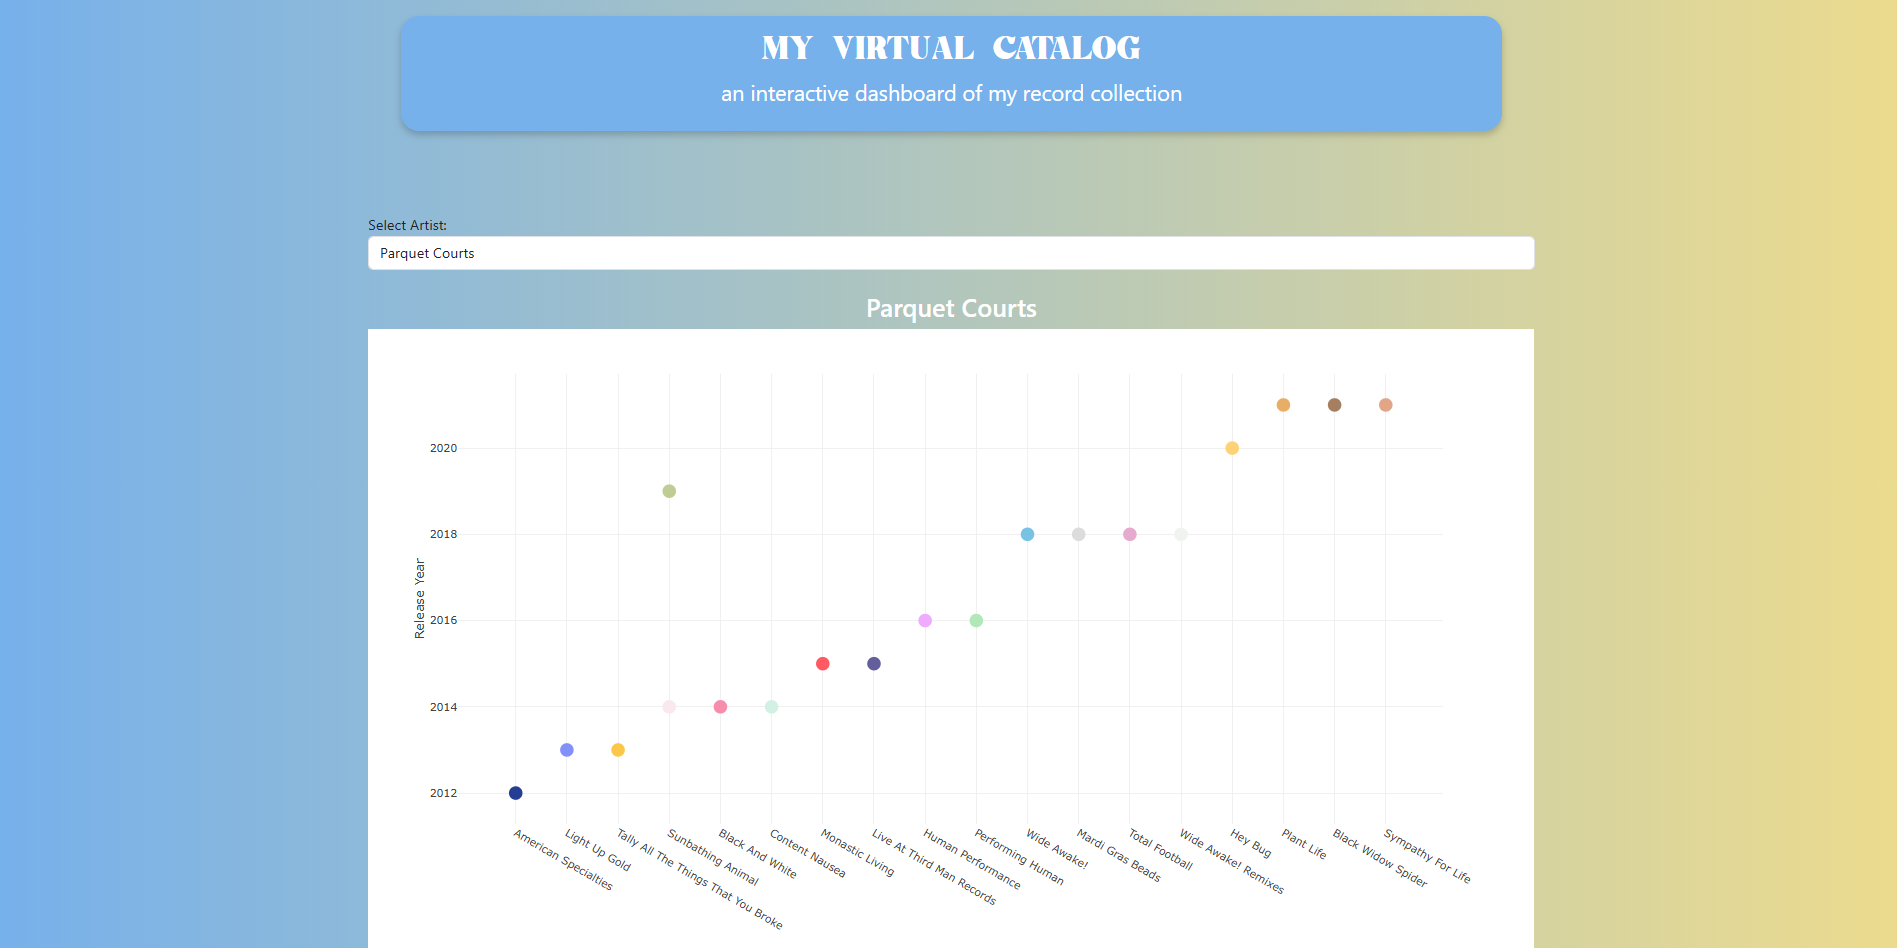 MY VIRTUAL CATALOG
an interactive dashboard of my record collection
Select Artist:
Parquet Courts
Parquet Courts
Release Year
2020
2018
2016
2014
2012
American Specialties
Light Up Gold
Tally All The Things That You Broke
Sunbathing Animal
Black And White
Content Nausea
Monastic Living
Live At Third Man Records
Human Performance
Performing Human
Wide Awake!
Mardi Gras Beads
Total Football
Wide Awake! Remixes
Hey Bug
Plant Life
Black Widow Spider
Sympathy For Life